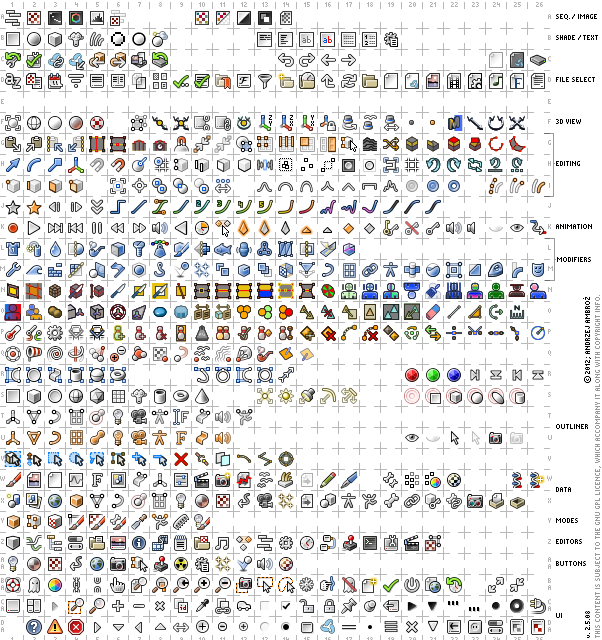 SEQ. / IMAGE
SHADE / TEXT
FILE SELECT
3D VIEW
EDITING
ANIMATION
MODIFIERS
OUTLINER
DATA
MODES
EDITORS
BUTTONS
UI
©2012; ANDRZEJ AMBROŻ
THIS CONTENT IS SUBJECT TO THE GNU GPL LICENCE, WHICH ACCOMPANY IT ALONG WITH COPYRIGHT INFO.
v. 2.5.08